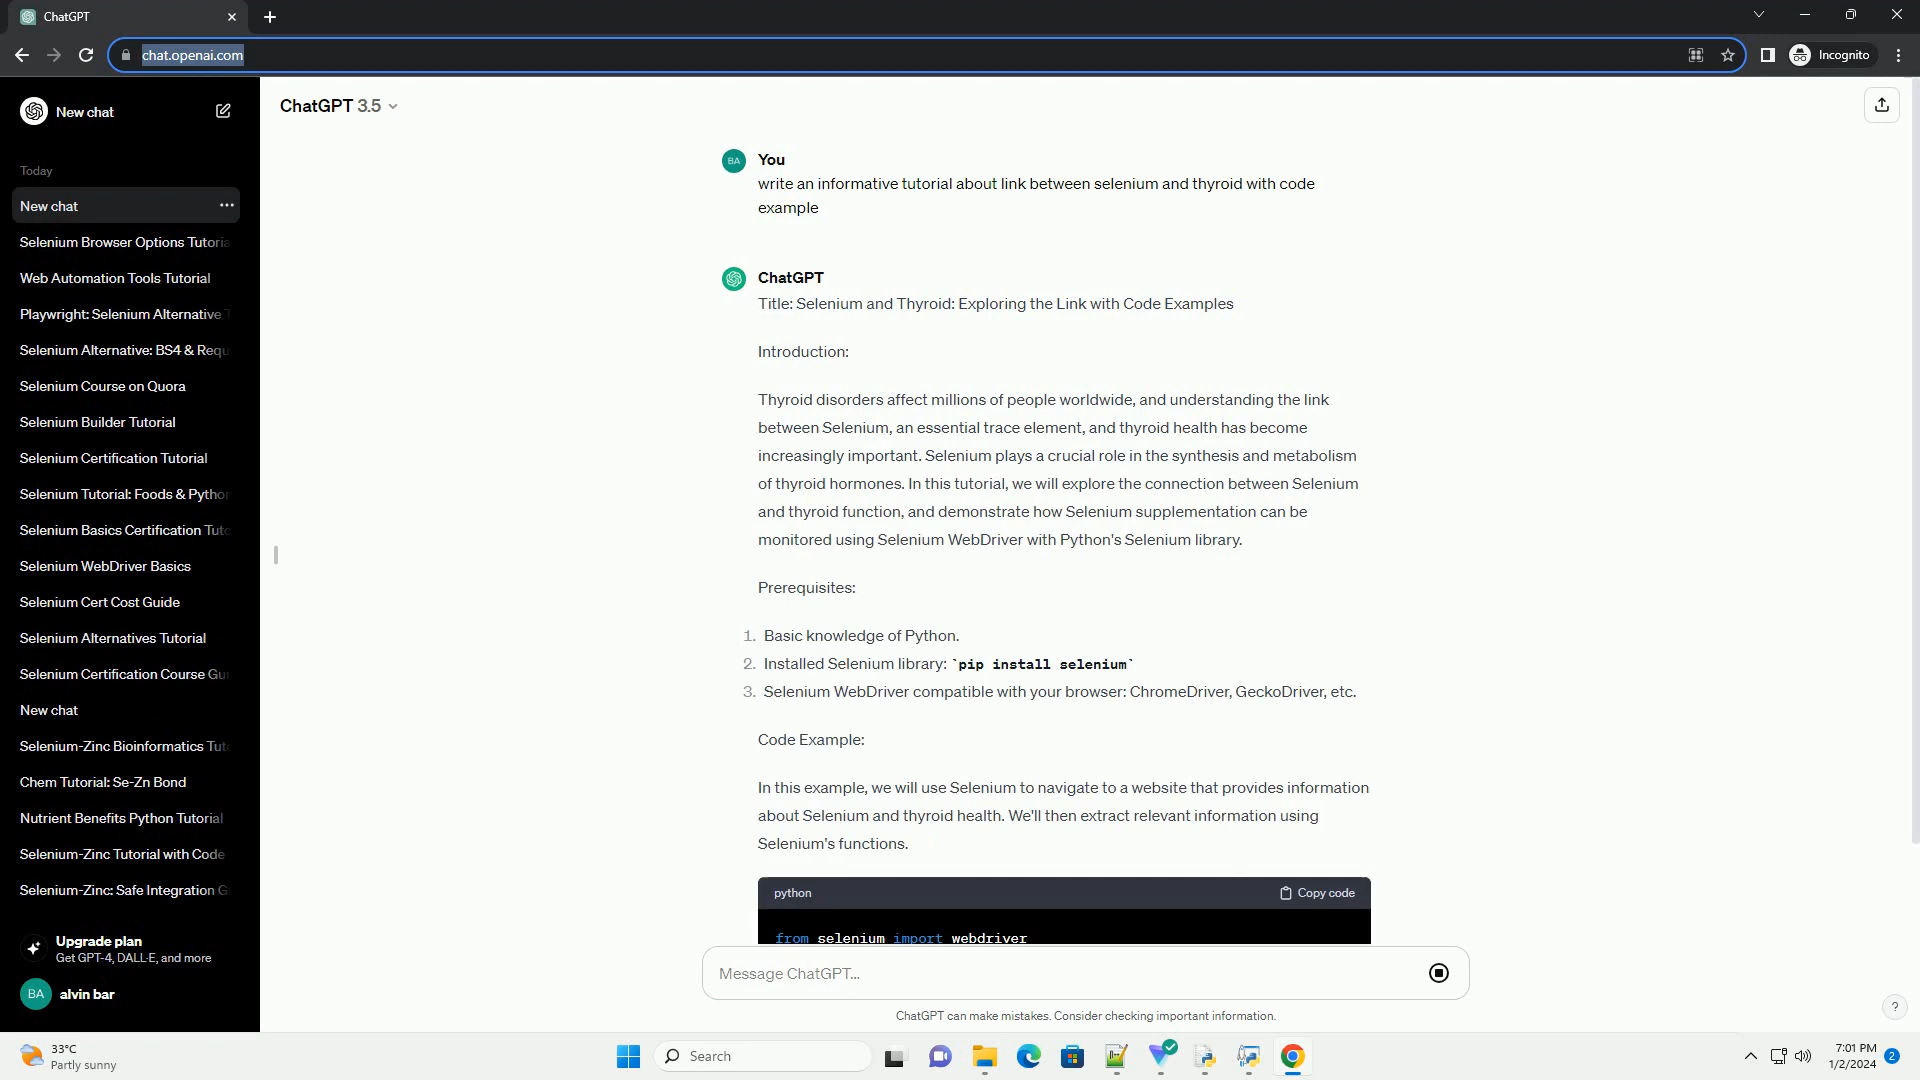 ChatGPT
chat.openai.com
Incognito
New chat
Today
New chat
Selenium Browser Options Tutoria
Web Automation Tools Tutorial
Playwright: Selenium Alternative T
Selenium Alternative: BS4 & Requ
Selenium Course on Quora
Selenium Builder Tutorial
Selenium Certification Tutorial
Selenium Tutorial: Foods & Python
Selenium Basics Certification Tuto
Selenium WebDriver Basics
Selenium Cert Cost Guide
Selenium Alternatives Tutorial
Selenium Certification Course Gui
New chat
Selenium-Zinc Bioinformatics Tuto
Chem Tutorial: Se-Zn Bond
Nutrient Benefits Python Tutorial
Selenium-Zinc Tutorial with Code
Selenium-Zinc: Safe Integration G
Upgrade plan
Get GPT-4, DALL·E, and more
BA alvin bar
ChatGPT 3.5
BA You
write an informative tutorial about link between selenium and thyroid with code
example
ChatGPT
Title: Selenium and Thyroid: Exploring the Link with Code Examples
Introduction:
Thyroid disorders affect millions of people worldwide, and understanding the link
between Selenium, an essential trace element, and thyroid health has become
increasingly important. Selenium plays a crucial role in the synthesis and metabolism
of thyroid hormones. In this tutorial, we will explore the connection between Selenium
and thyroid function, and demonstrate how Selenium supplementation can be
monitored using Selenium WebDriver with Python's Selenium library.
Prerequisites:
1. Basic knowledge of Python.
2. Installed Selenium library: `pip install selenium`
3. Selenium WebDriver compatible with your browser: ChromeDriver, GeckoDriver, etc.
Code Example:
In this example, we will use Selenium to navigate to a website that provides information
about Selenium and thyroid health. We'll then extract relevant information using
Selenium's functions.
python Copy code
from selenium import webdriver
Message ChatGPT...
ChatGPT can make mistakes. Consider checking important information.
?
33°C
Partly sunny
Search
7:01 PM
1/2/2024
2